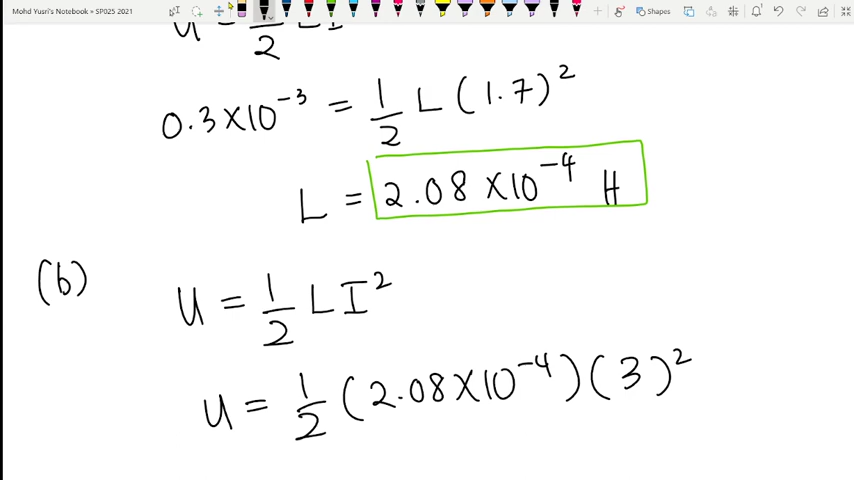 Mohd Yusri's Notebook » SP025 2021
Shapes
0.3×10⁻³ = 1/2 L (1.7)²
L = 2.08 ×10⁻⁴ H
(b)
U = 1/2 L I²
U = 1/2 (2.08×10⁻⁴)(3)²